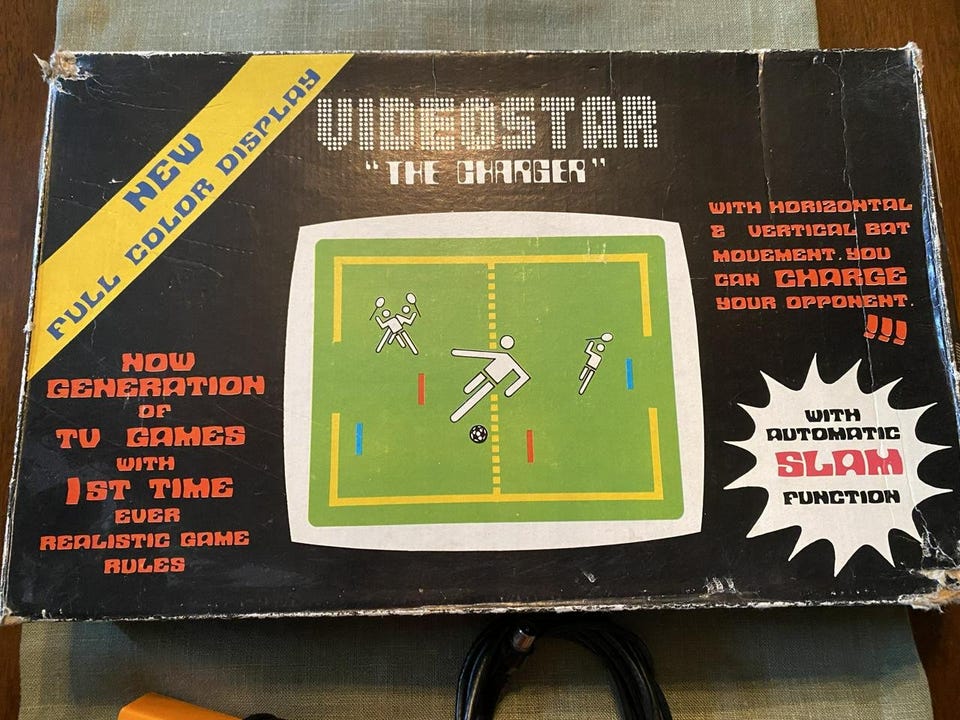 NEW
FULL COLOR DISPLAY
VIDEOSTAR
"THE CHARGER"
WITH HORIZONTAL
& VERTICAL BAT
MOVEMENT. YOU
CAN CHARGE
YOUR OPPONENT.
!!!
NOW
GENERATION
OF
TV GAMES
WITH
1ST TIME
EVER
REALISTIC GAME
RULES
WITH
AUTOMATIC
SLAM
FUNCTION